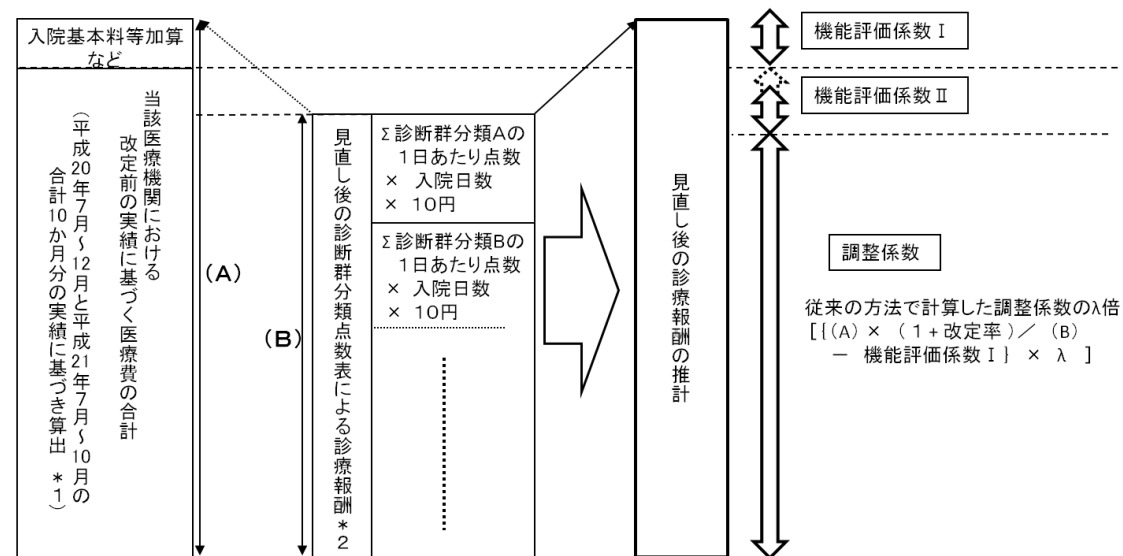 入院基本料等加算
など
当該医療機関における
改定前の実績に基づく医療費の合計
(平成20年7月~12月と平成21年7月~10月の
合計10か月分の実績に基づき算出 *1)
(A)
(B)
見直し後の診断群分類点数表による診療報酬*2
Σ診断群分類Aの
1日あたり点数
× 入院日数
× 10円
Σ診断群分類Bの
1日あたり点数
× 入院日数
× 10円
見直し後の診療報酬の推計
機能評価係数Ⅰ
機能評価係数Ⅱ
調整係数
従来の方法で計算した調整係数のλ倍
[{(A)× (1+改定率)/ (B)
- 機能評価係数Ⅰ} × λ ]